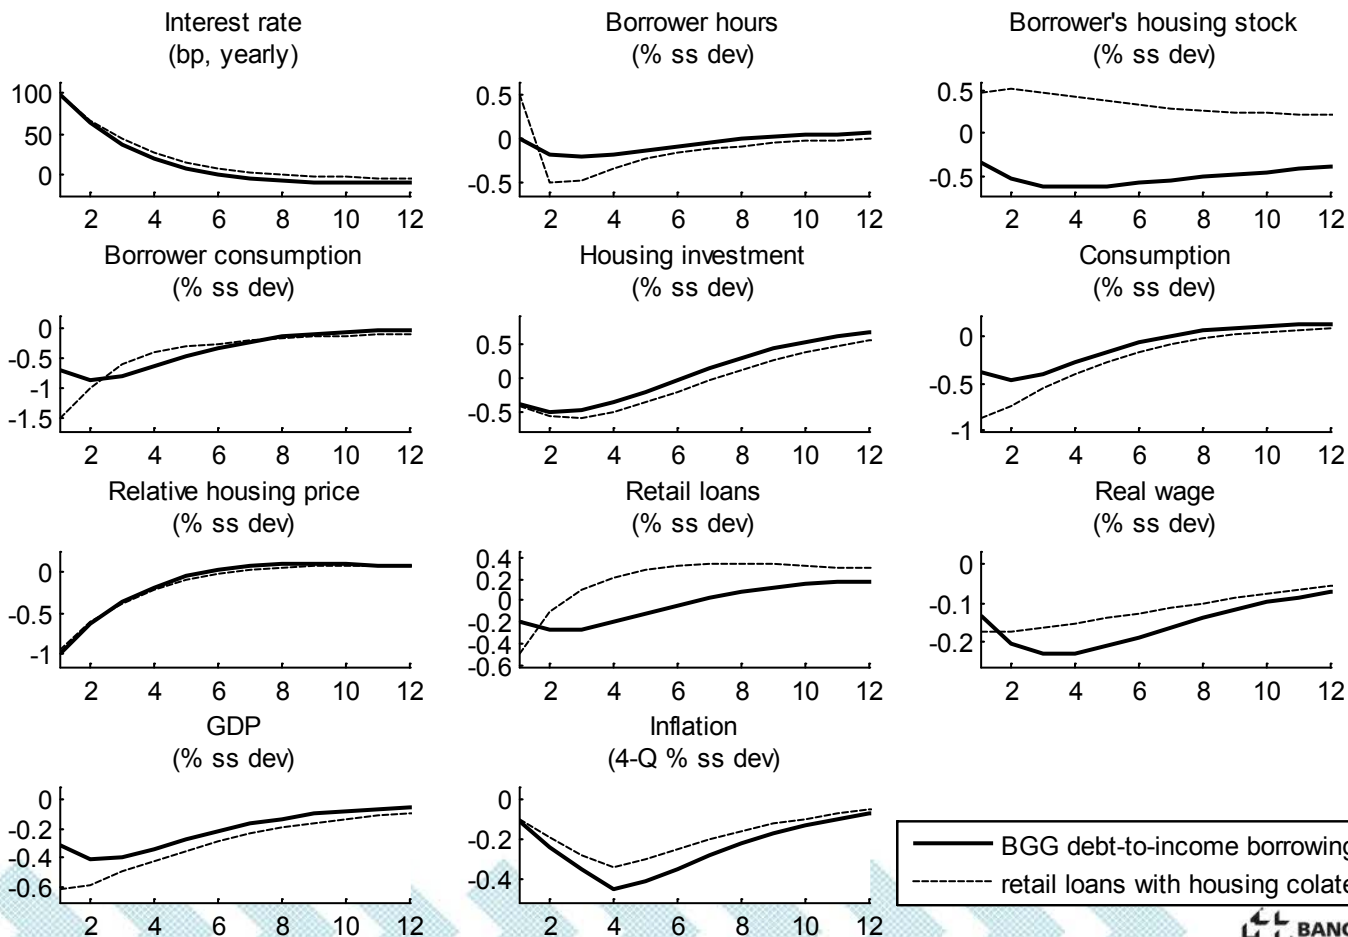 Interest rate
(bp, yearly)
100
50
0
2 4 6 8 10 12
Borrower hours
(% ss dev)
0.5
0
-0.5
2 4 6 8 10 12
Borrower's housing stock
(% ss dev)
0.5
0
-0.5
2 4 6 8 10 12
Borrower consumption
(% ss dev)
0
-0.5
-1
-1.5
2 4 6 8 10 12
Housing investment
(% ss dev)
0.5
0
-0.5
2 4 6 8 10 12
Consumption
(% ss dev)
0
-0.5
-1
2 4 6 8 10 12
Relative housing price
(% ss dev)
0
-0.5
-1
2 4 6 8 10 12
Retail loans
(% ss dev)
0.4
0.2
0
-0.2
-0.4
-0.6
2 4 6 8 10 12
Real wage
(% ss dev)
0
-0.1
-0.2
2 4 6 8 10 12
GDP
(% ss dev)
0
-0.2
-0.4
-0.6
2 4 6 8 10 12
Inflation
(4-Q % ss dev)
0
-0.2
-0.4
2 4 6 8 10 12
BGG debt-to-income borrowing
retail loans with housing colate
BANC